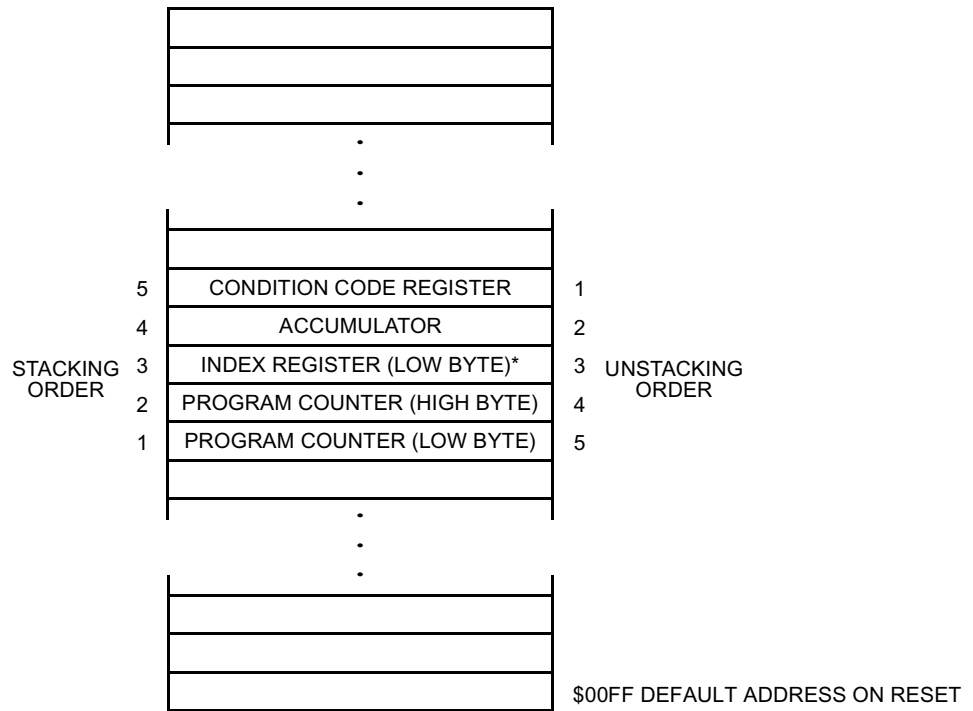 5 CONDITION CODE REGISTER 1
4 ACCUMULATOR 2
STACKING ORDER
3 INDEX REGISTER (LOW BYTE)* 3
UNSTACKING ORDER
2 PROGRAM COUNTER (HIGH BYTE) 4
1 PROGRAM COUNTER (LOW BYTE) 5
$00FF DEFAULT ADDRESS ON RESET